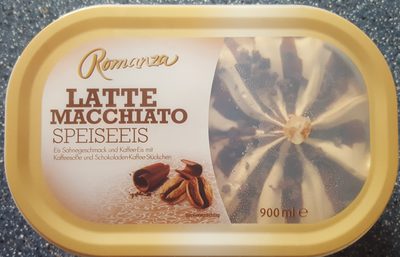 Romanza
LATTE
MACCHIATO
SPEISEEIS
Eis Sahnegeschmack und Kaffee-Eis mit
Kaffeesoße und Schokoladen-Kaffee-Stückchen
900 ml e